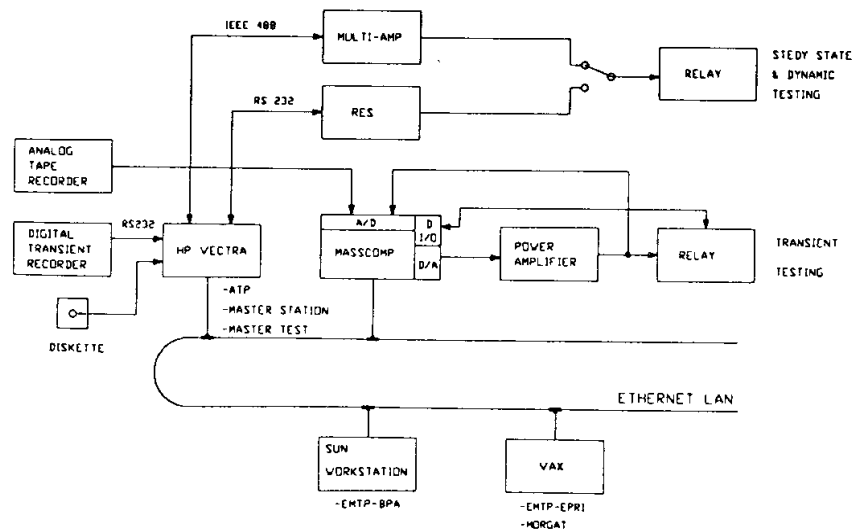 IEEE 488
MULTI-AMP
RELAY
STEDY STATE
& DYNAMIC
TESTING
RS 232
RES
ANALOG
TAPE
RECORDER
A/D
D
I/O
MASSCOMP
D/A
POWER
AMPLIFIER
RELAY
TRANSIENT
TESTING
DIGITAL
TRANSIENT
RECORDER
RS232
HP VECTRA
-ATP
-MASTER STATION
-MASTER TEST
DISKETTE
ETHERNET LAN
SUN
WORKSTATION
-EMTP-BPA
VAX
-EMTP-EPRI
-MORGAT